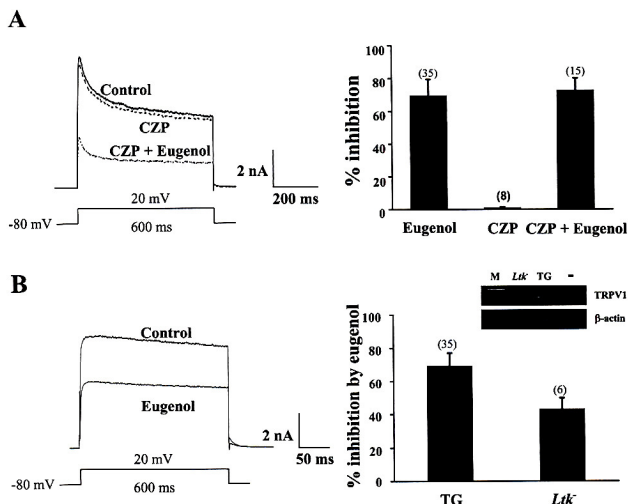 A
Control
CZP
CZP + Eugenol
2 nA
200 ms
20 mV
-80 mV
600 ms
% inhibition
100
80
60
40
20
0
(35)
(8)
(15)
Eugenol
CZP
CZP + Eugenol
B
Control
Eugenol
2 nA
50 ms
20 mV
-80 mV
600 ms
M Ltk- TG -
TRPV1
β-actin
% inhibition by eugenol
100
80
60
40
20
0
(35)
(6)
TG
Ltk-